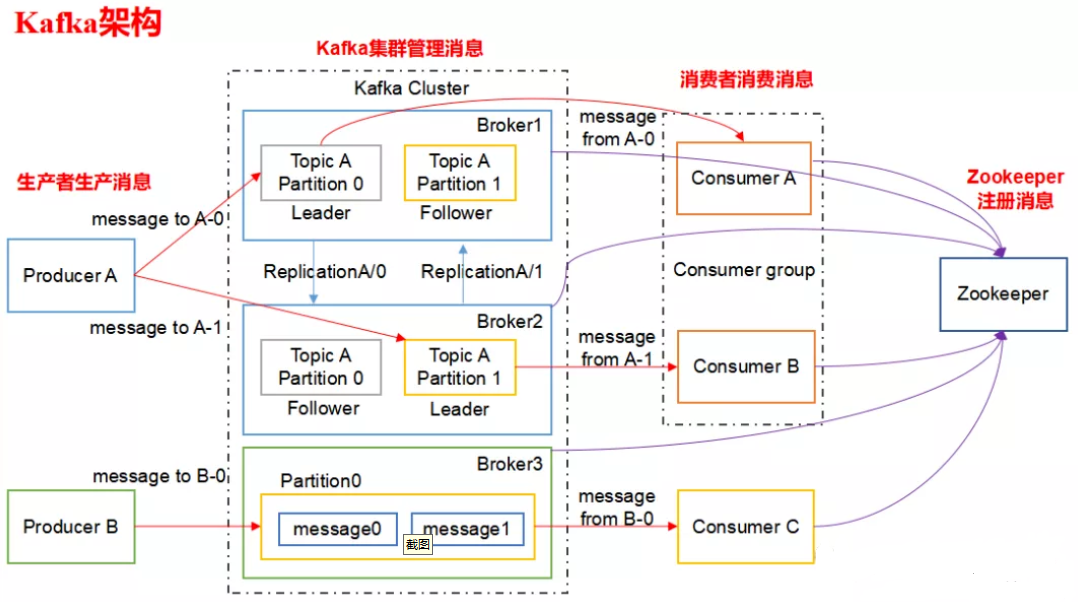 Kafka架构
Kafka集群管理消息
消费者消费消息
生产者生产消息
Zookeeper
注册消息
Kafka Cluster
Broker1
Topic A
Partition 0
Leader
Topic A
Partition 1
Follower
message
from A-0
Consumer A
message to A-0
Producer A
message to A-1
ReplicationA/0
ReplicationA/1
Consumer group
Zookeeper
Broker2
Topic A
Partition 0
Follower
Topic A
Partition 1
Leader
message
from A-1
Consumer B
message to B-0
Producer B
Broker3
Partition0
message0
message1
截图
message
from B-0
Consumer C